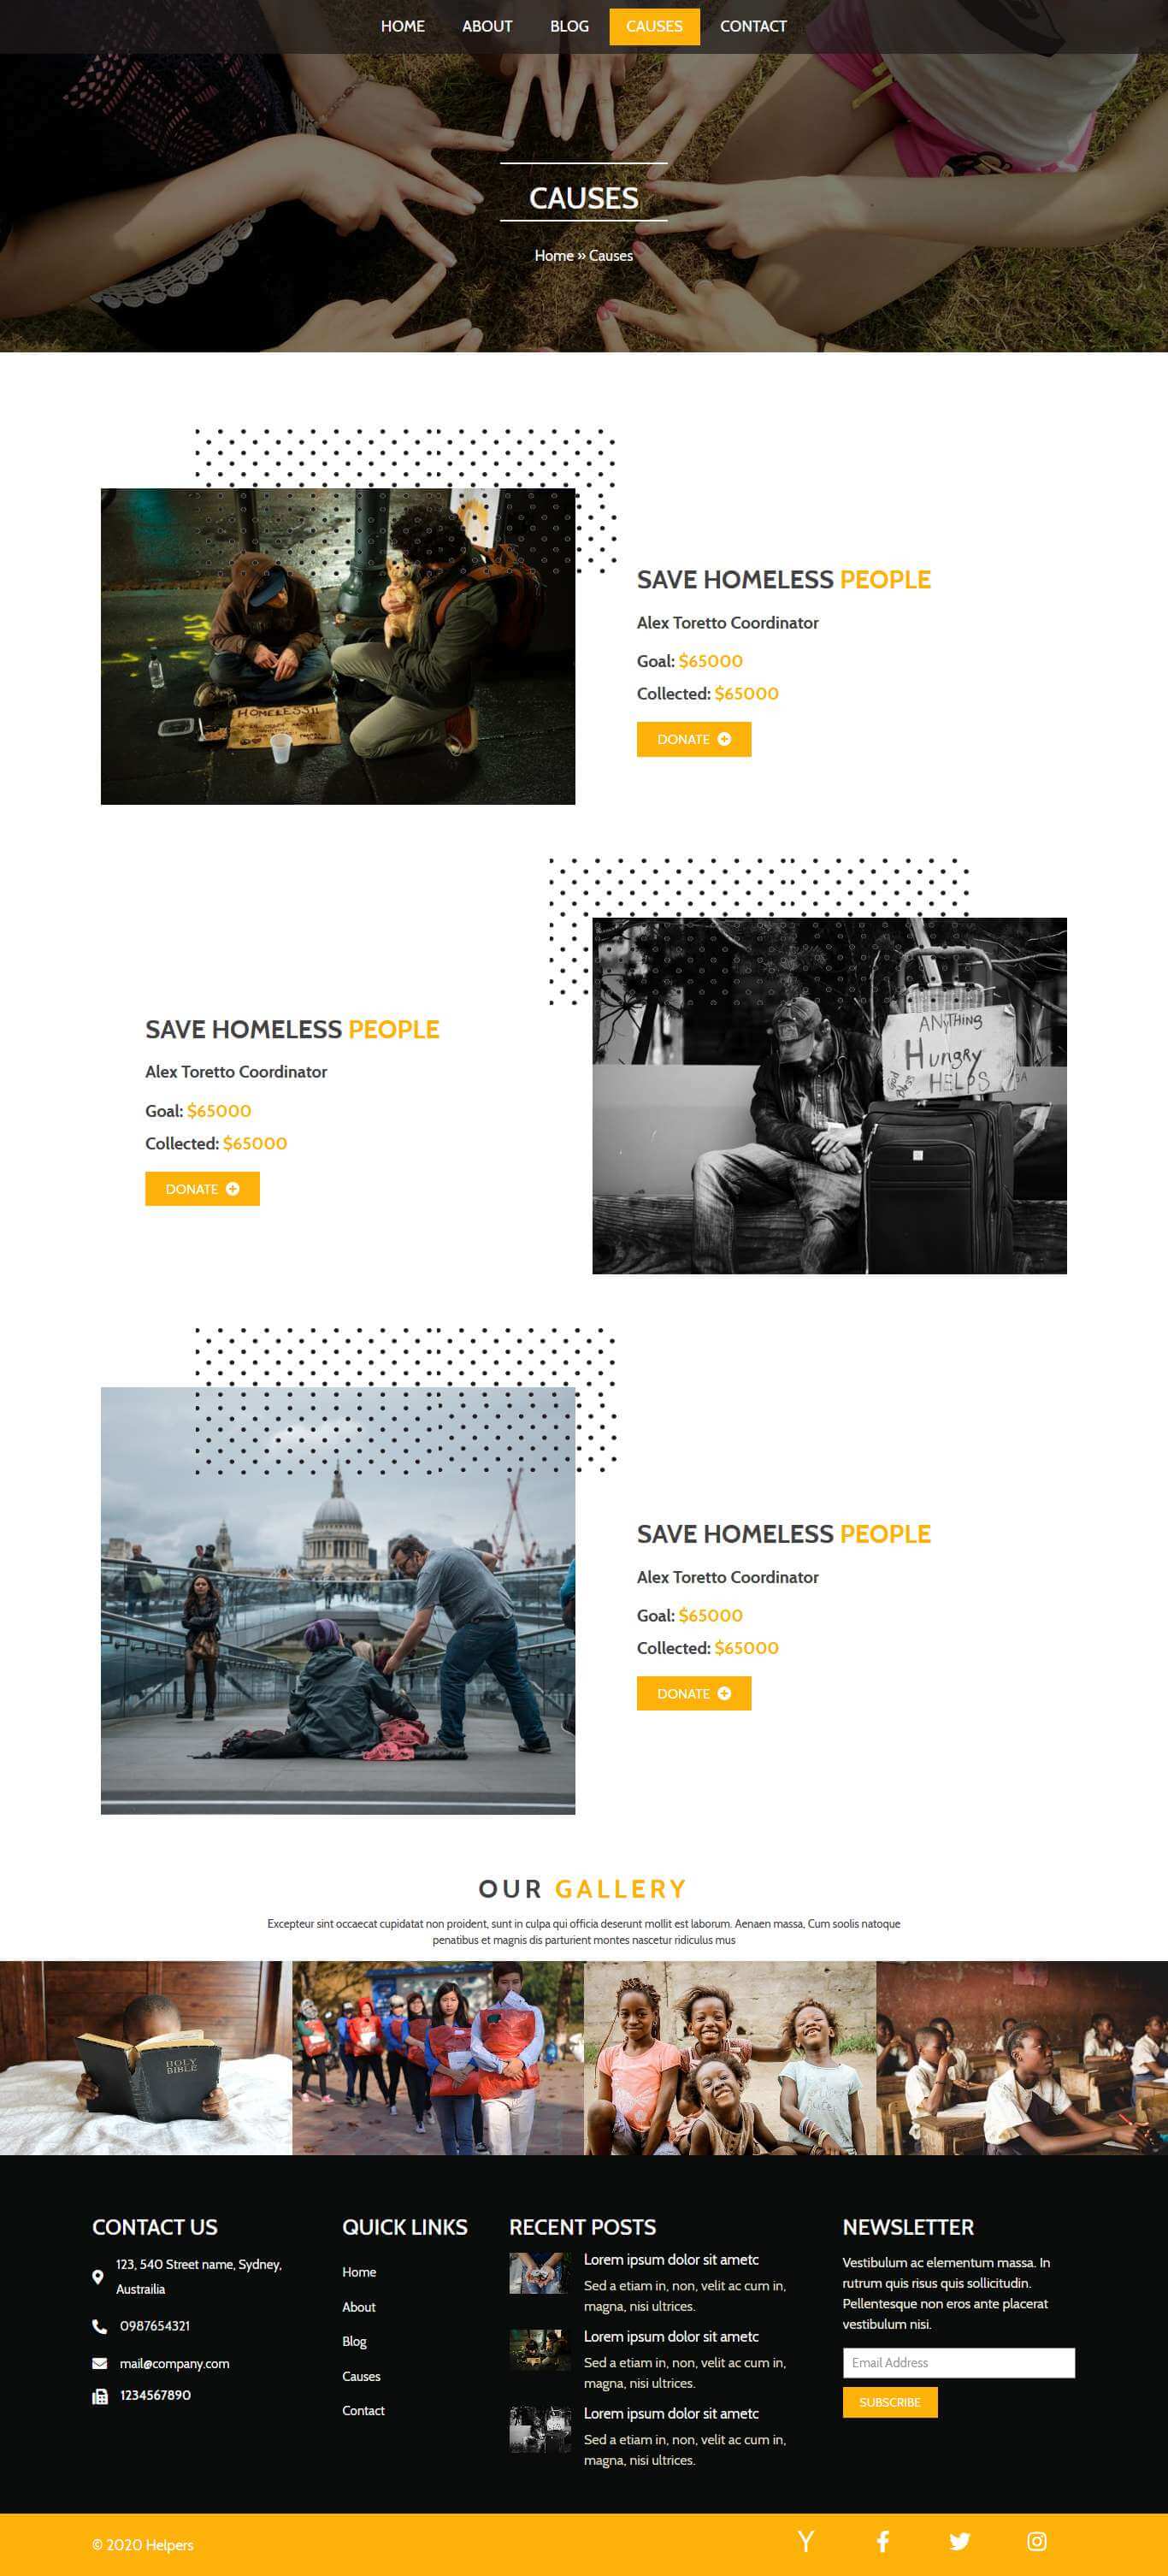 HOME ABOUT BLOG CAUSES CONTACT
CAUSES
Home » Causes
HOMELESS!!
SAVE HOMELESS PEOPLE
Alex Toretto Coordinator
Goal: $65000
Collected: $65000
DONATE
SAVE HOMELESS PEOPLE
Alex Toretto Coordinator
Goal: $65000
Collected: $65000
DONATE
ANYTHING
HUNGRY
HELPS
God
Bless
SAVE HOMELESS PEOPLE
Alex Toretto Coordinator
Goal: $65000
Collected: $65000
DONATE
OUR GALLERY
Excepteur sint occaecat cupidatat non proident, sunt in culpa qui officia deserunt mollit est laborum. Aenaen massa, Cum soolis natoque
penatibus et magnis dis parturient montes nascetur ridiculus mus
HOLY
BIBLE
CONTACT US
123, 540 Street name, Sydney,
Austrailia
0987654321
mail@company.com
1234567890
QUICK LINKS
Home
About
Blog
Causes
Contact
RECENT POSTS
Lorem ipsum dolor sit ametc
Sed a etiam in, non, velit ac cum in,
magna, nisi ultrices.
Lorem ipsum dolor sit ametc
Sed a etiam in, non, velit ac cum in,
magna, nisi ultrices.
Lorem ipsum dolor sit ametc
Sed a etiam in, non, velit ac cum in,
magna, nisi ultrices.
NEWSLETTER
Vestibulum ac elementum massa. In
rutrum quis risus quis sollicitudin.
Pellentesque non eros ante placerat
vestibulum nisi.
Email Address
SUBSCRIBE
© 2020 Helpers